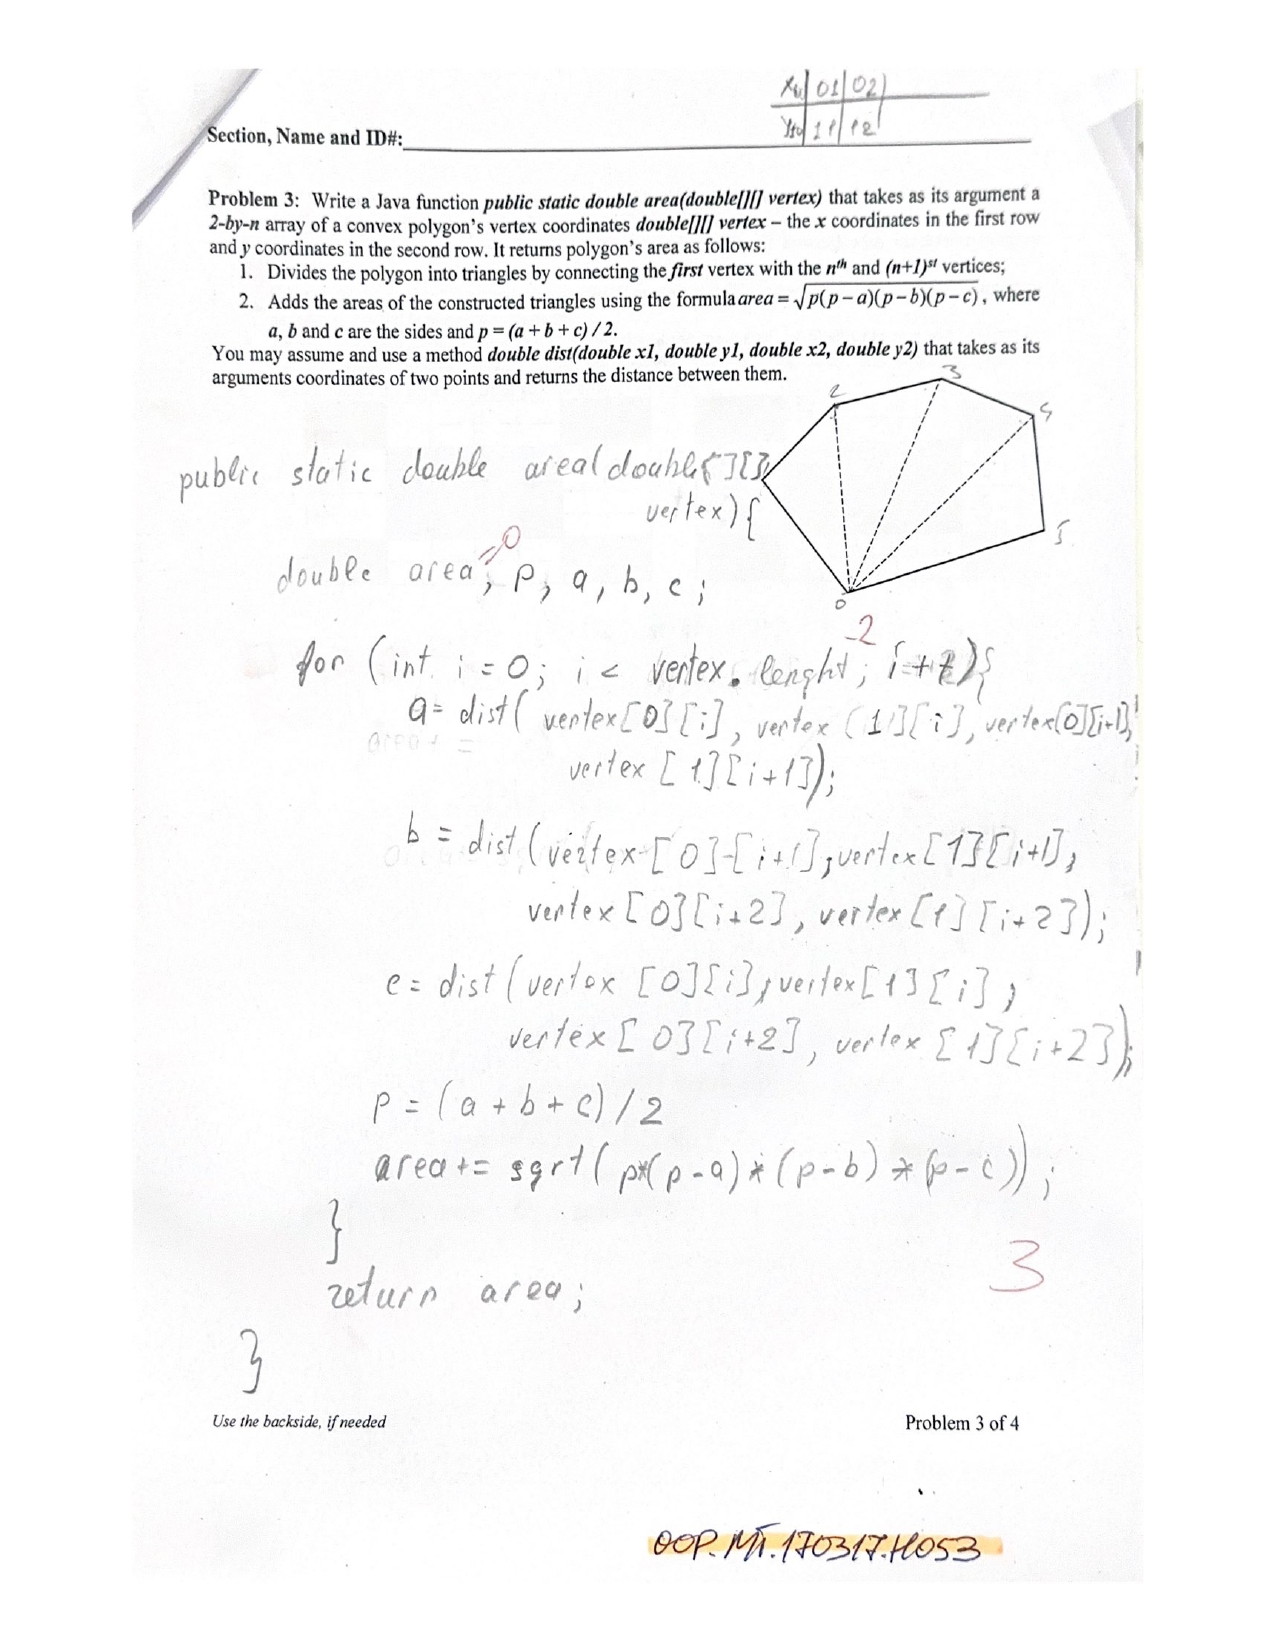 Xu 01 02
11 12
Section, Name and ID#:
Problem 3: Write a Java function public static double area(double[][] vertex) that takes as its argument a
2-by-n array of a convex polygon's vertex coordinates double[][] vertex – the x coordinates in the first row
and y coordinates in the second row. It returns polygon's area as follows:
1. Divides the polygon into triangles by connecting the first vertex with the nth and (n+1)st vertices;
2. Adds the areas of the constructed triangles using the formula area = √p(p – a)(p – b)(p – c) , where
a, b and c are the sides and p = (a + b + c) / 2.
You may assume and use a method double dist(double x1, double y1, double x2, double y2) that takes as its
arguments coordinates of two points and returns the distance between them.
2 3 4
public static double area(double[][]
vertex){
=0
double area, p, a, b, c;
5
0
-2
for (int i = 0; i < vertex.lenght; i++){
a= dist( vertex[0][i], vertex[1][i], vertex[0][i+1],
area+ =
vertex [1][i+1]);
b = dist(vertex[0][i+1], vertex[1][i+1],
vertex[0][i+2], vertex[1][i+2]);
c= dist(vertex [0][i], vertex[1][i],
vertex[0][i+2], vertex[1][i+2]);
p = (a + b + c) / 2
area+= sqrt( p*(p-a)*(p-b)*(p-c));
}
3
return area;
}
Use the backside, if needed
Problem 3 of 4
OOP.MT.170317.H053